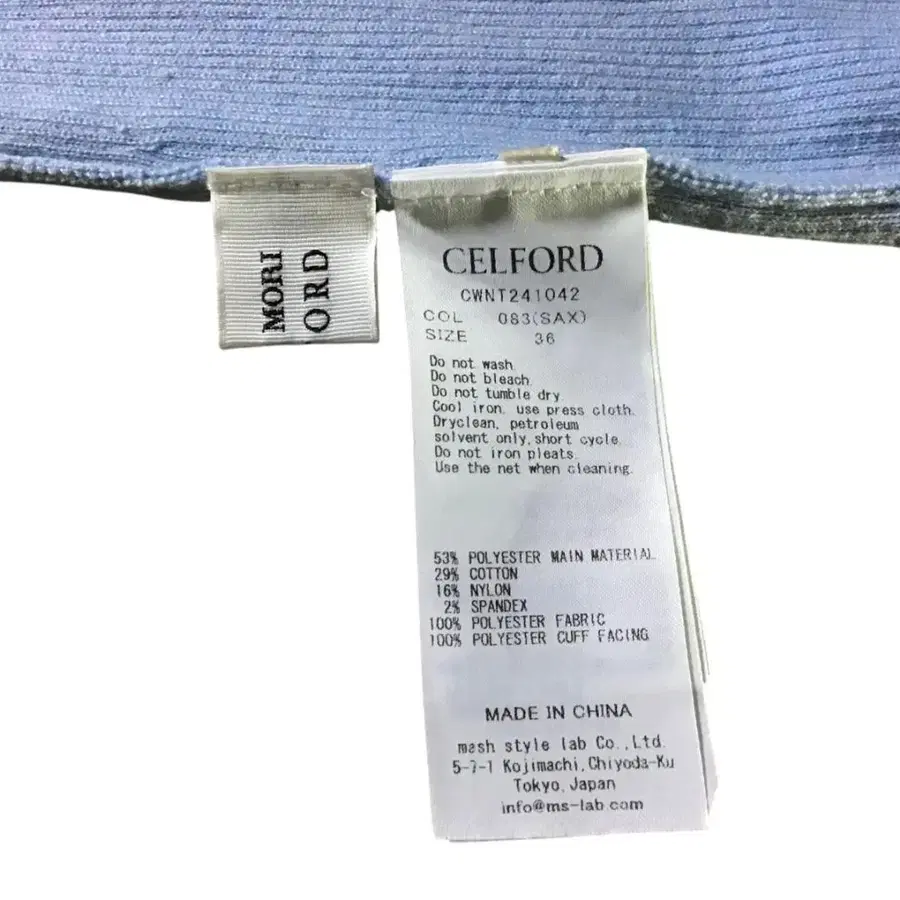 MORI
ORD
CELFORD
CWNT241042
COL 083(SAX)
SIZE 36
Do not wash.
Do not bleach.
Do not tumble dry.
Cool iron. use press cloth.
Dryclean, petroleum
solvent only, short cycle.
Do not iron pleats.
Use the net when cleaning.
53% POLYESTER MAIN MATERIAL
29% COTTON
16% NYLON
2% SPANDEX
100% POLYESTER FABRIC
100% POLYESTER CUFF FACING
MADE IN CHINA
mash style lab Co.,Ltd.
5-7-1 Kojimachi, Chiyoda-Ku
Tokyo, Japan
info@ms-lab.com